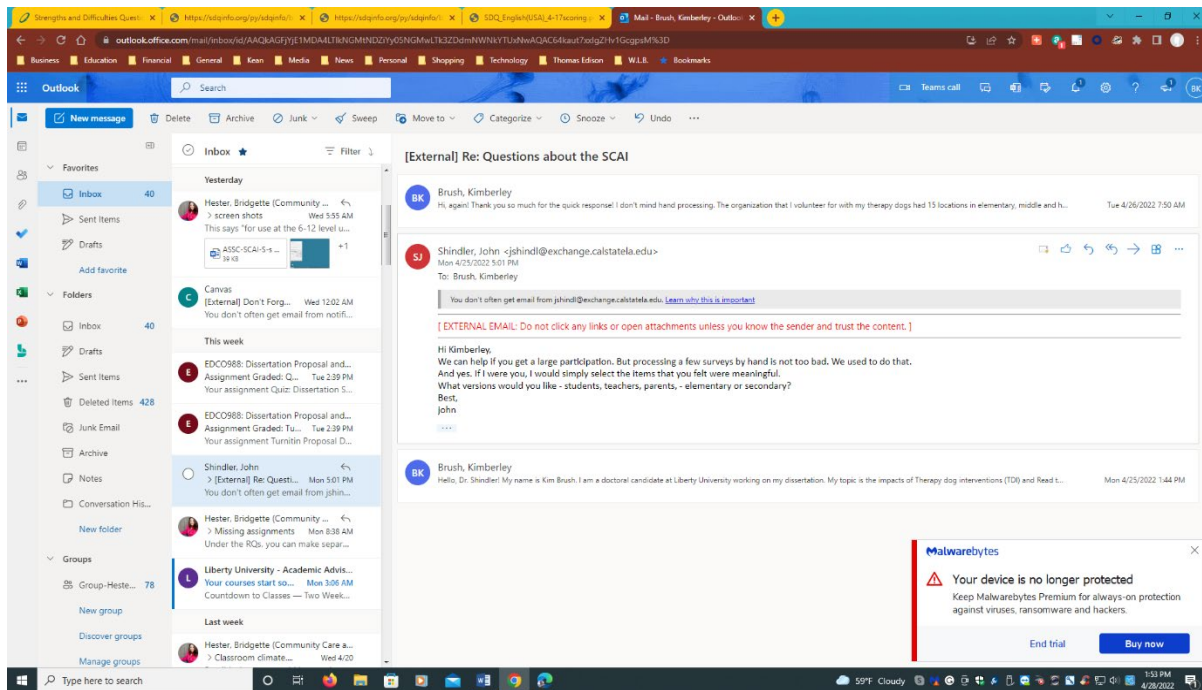 Strengths and Difficulties Questi
https://sdqinfo.org/py/sdqinfo/b
https://sdqinfo.org/py/sdqinfo/b
SDQ_English(USA)_4-17scoring.p
Mail - Brush, Kimberley - Outloo
outlook.office.com/mail/inbox/id/
Business Education Financial General Kean Media News Personal Shopping Technology Thomas Edison W.L.B. Bookmarks
Outlook
Search
Teams call
BK
New message Delete Archive Junk Sweep Move to Categorize Snooze Undo ...
Favorites
Inbox 40
Sent Items
Drafts
Add favorite
Folders
Inbox 40
Drafts
Sent Items
Deleted Items 428
Junk Email
Archive
Notes
Conversation His...
New folder
Groups
Group-Heste... 78
New group
Discover groups
Manage groups
Inbox Filter
Yesterday
Hester, Bridgette (Community ...
> screen shots Wed 5:55 AM
This says "for use at the 6-12 level u...
ASSC-SCAI-S-s ...
39 KB
+1
C
Canvas
[External] Don't Forg... Wed 12:02 AM
You don't often get email from notifi...
This week
E
EDCO988: Dissertation Proposal and...
Assignment Graded: Q... Tue 2:39 PM
Your assignment Quiz: Dissertation S...
E
EDCO988: Dissertation Proposal and...
Assignment Graded: Tu... Tue 2:39 PM
Your assignment Turnitin Proposal D...
Shindler, John
> [External] Re: Questi... Mon 5:01 PM
You don't often get email from jshin...
Hester, Bridgette (Community ...
> Missing assignments Mon 8:38 AM
Under the RQs, you can make separ...
L
Liberty University - Academic Advis...
Your courses start so... Mon 3:06 AM
Countdown to Classes — Two Week...
Last week
Hester, Bridgette (Community Care a...
> Classroom climate... Wed 4/20
[External] Re: Questions about the SCAI
BK
Brush, Kimberley
Hi, again! Thank you so much for the quick response! I don't mind hand processing. The organization that I volunteer for with my therapy dogs had 15 locations in elementary, middle and h... Tue 4/26/2022 7:50 AM
SJ
Shindler, John <jshindl@exchange.calstatela.edu>
Mon 4/25/2022 5:01 PM
To: Brush, Kimberley
You don't often get email from jshindl@exchange.calstatela.edu. Learn why this is important
[ EXTERNAL EMAIL: Do not click any links or open attachments unless you know the sender and trust the content. ]
Hi Kimberley,
We can help if you get a large participation. But processing a few surveys by hand is not too bad. We used to do that.
And yes. If I were you, I would simply select the items that you felt were meaningful.
What versions would you like - students, teachers, parents, - elementary or secondary?
Best,
john
...
BK
Brush, Kimberley
Hello, Dr. Shindler! My name is Kim Brush. I am a doctoral candidate at Liberty University working on my dissertation. My topic is the impacts of Therapy dog interventions (TDI) and Read t... Mon 4/25/2022 1:44 PM
Malwarebytes
Your device is no longer protected
Keep Malwarebytes Premium for always-on protection
against viruses, ransomware and hackers.
End trial Buy now
Type here to search
59°F Cloudy
1:53 PM
4/28/2022